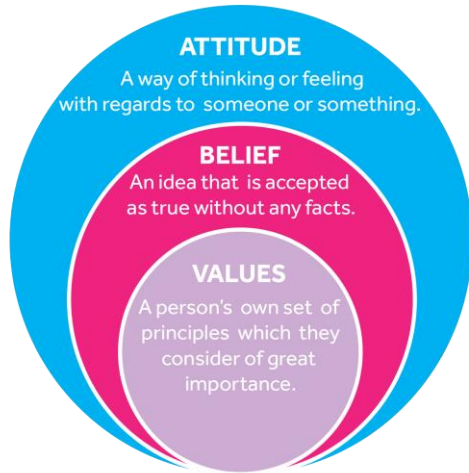 ATTITUDE
A way of thinking or feeling
with regards to someone or something.
BELIEF
An idea that is accepted
as true without any facts.
VALUES
A person's own set of
principles which they
consider of great
importance.